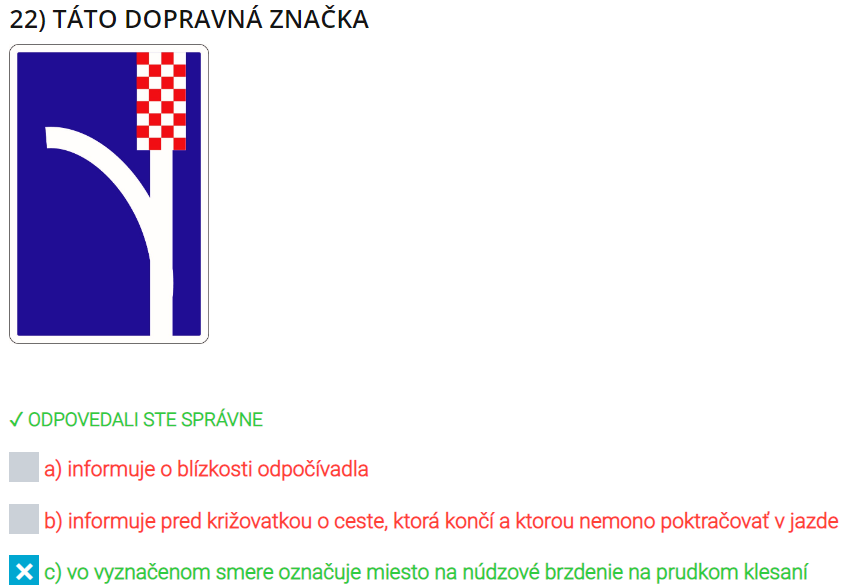 22) TÁTO DOPRAVNÁ ZNAČKA
✓ ODPOVEDALI STE SPRÁVNE
a) informuje o blízkosti odpočívadla
b) informuje pred križovatkou o ceste, ktorá končí a ktorou nemono poktračovať v jazde
c) vo vyznačenom smere označuje miesto na núdzové brzdenie na prudkom klesaní